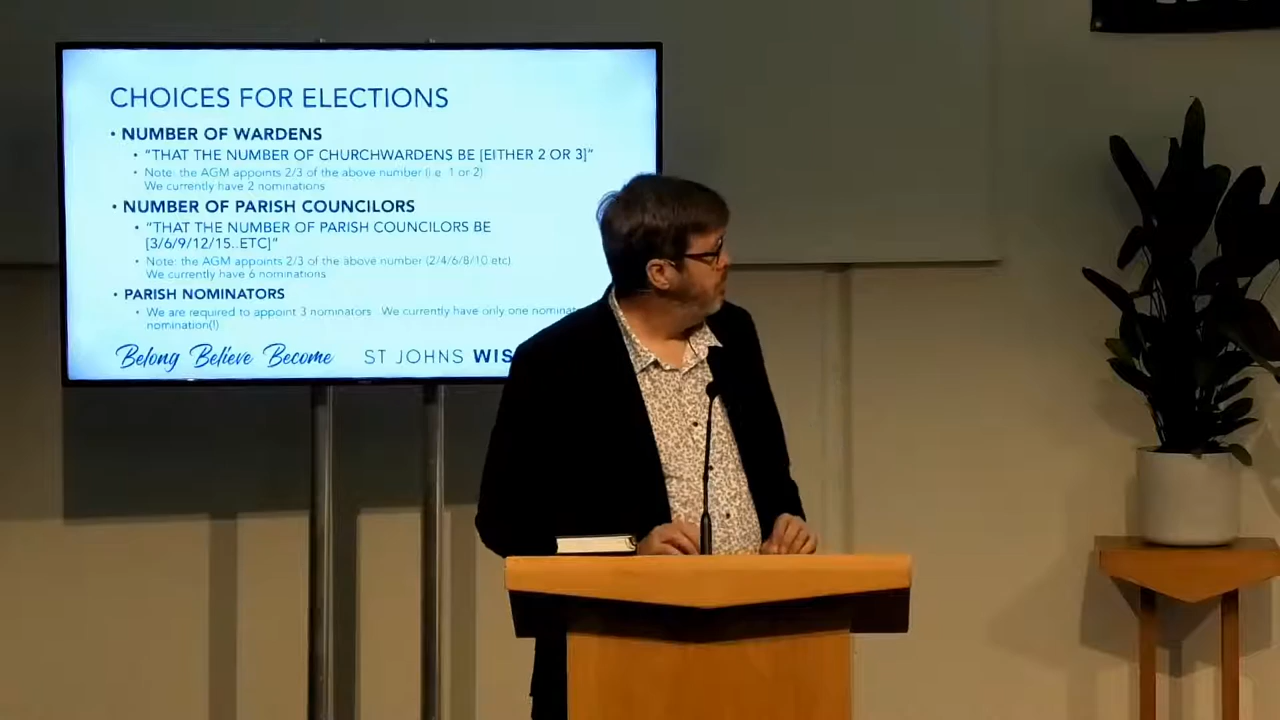 CHOICES FOR ELECTIONS
• NUMBER OF WARDENS
• "THAT THE NUMBER OF CHURCHWARDENS BE [EITHER 2 OR 3]"
• Note: the AGM appoints 2/3 of the above number (i.e. 1 or 2)
We currently have 2 nominations
• NUMBER OF PARISH COUNCILORS
• "THAT THE NUMBER OF PARISH COUNCILORS BE
[3/6/9/12/15..ETC]"
• Note: the AGM appoints 2/3 of the above number (2/4/6/8/10 etc)
We currently have 6 nominations
• PARISH NOMINATORS
• We are required to appoint 3 nominators. We currently have only one
nomination(!)
Belong Believe Become
ST JOHNS